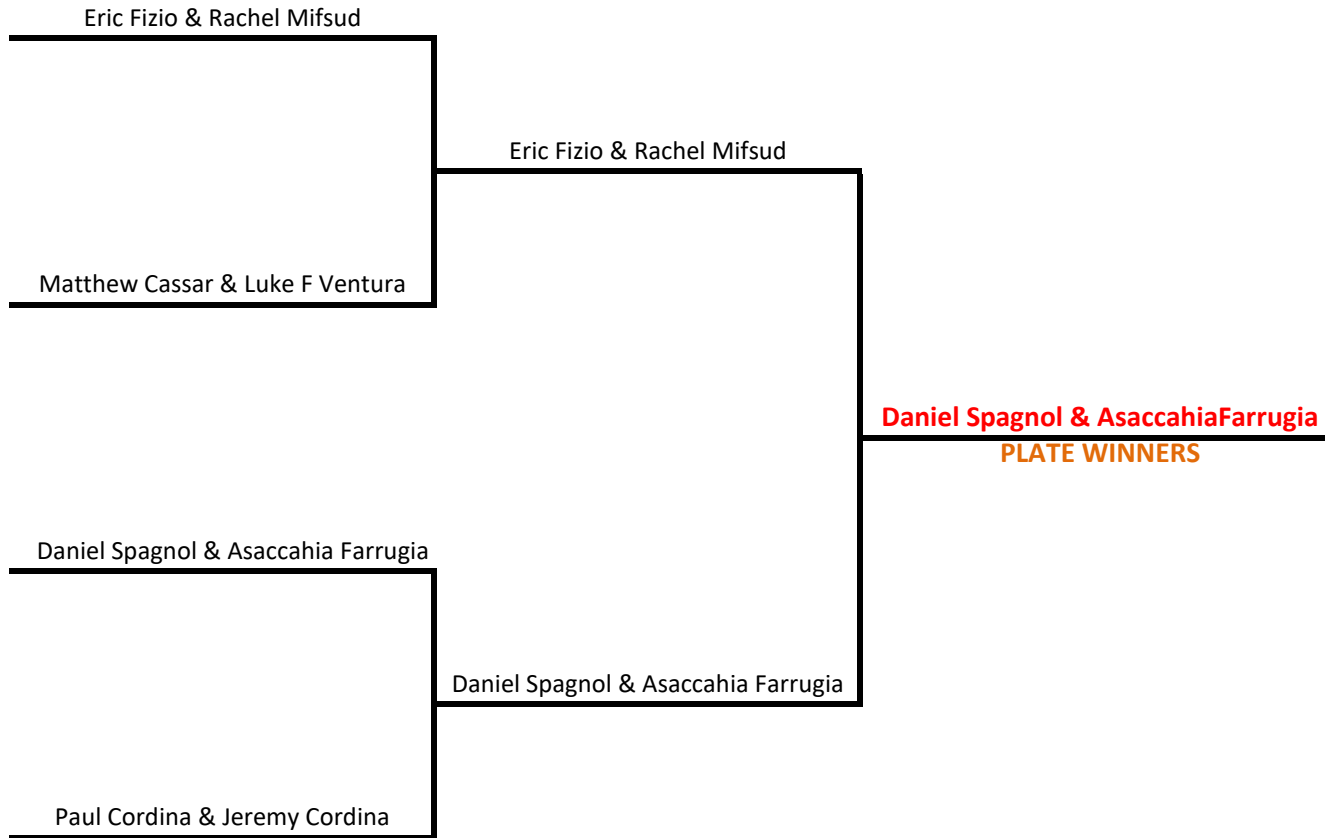 Eric Fizio & Rachel Mifsud
Eric Fizio & Rachel Mifsud
Matthew Cassar & Luke F Ventura
Daniel Spagnol & AsaccahiaFarrugia
PLATE WINNERS
Daniel Spagnol & Asaccahia Farrugia
Daniel Spagnol & Asaccahia Farrugia
Paul Cordina & Jeremy Cordina